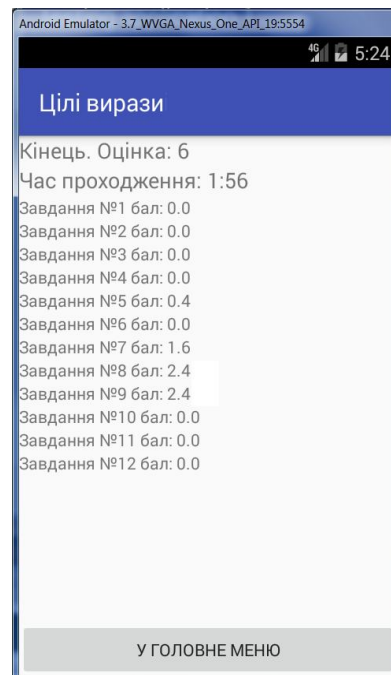 Android Emulator - 3.7_WVGA_Nexus_One_API_19:5554
4G 5:24
Цілі вирази
Кінець. Оцінка: 6
Час проходження: 1:56
Завдання №1 бал: 0.0
Завдання №2 бал: 0.0
Завдання №3 бал: 0.0
Завдання №4 бал: 0.0
Завдання №5 бал: 0.4
Завдання №6 бал: 0.0
Завдання №7 бал: 1.6
Завдання №8 бал: 2.4
Завдання №9 бал: 2.4
Завдання №10 бал: 0.0
Завдання №11 бал: 0.0
Завдання №12 бал: 0.0
У ГОЛОВНЕ МЕНЮ